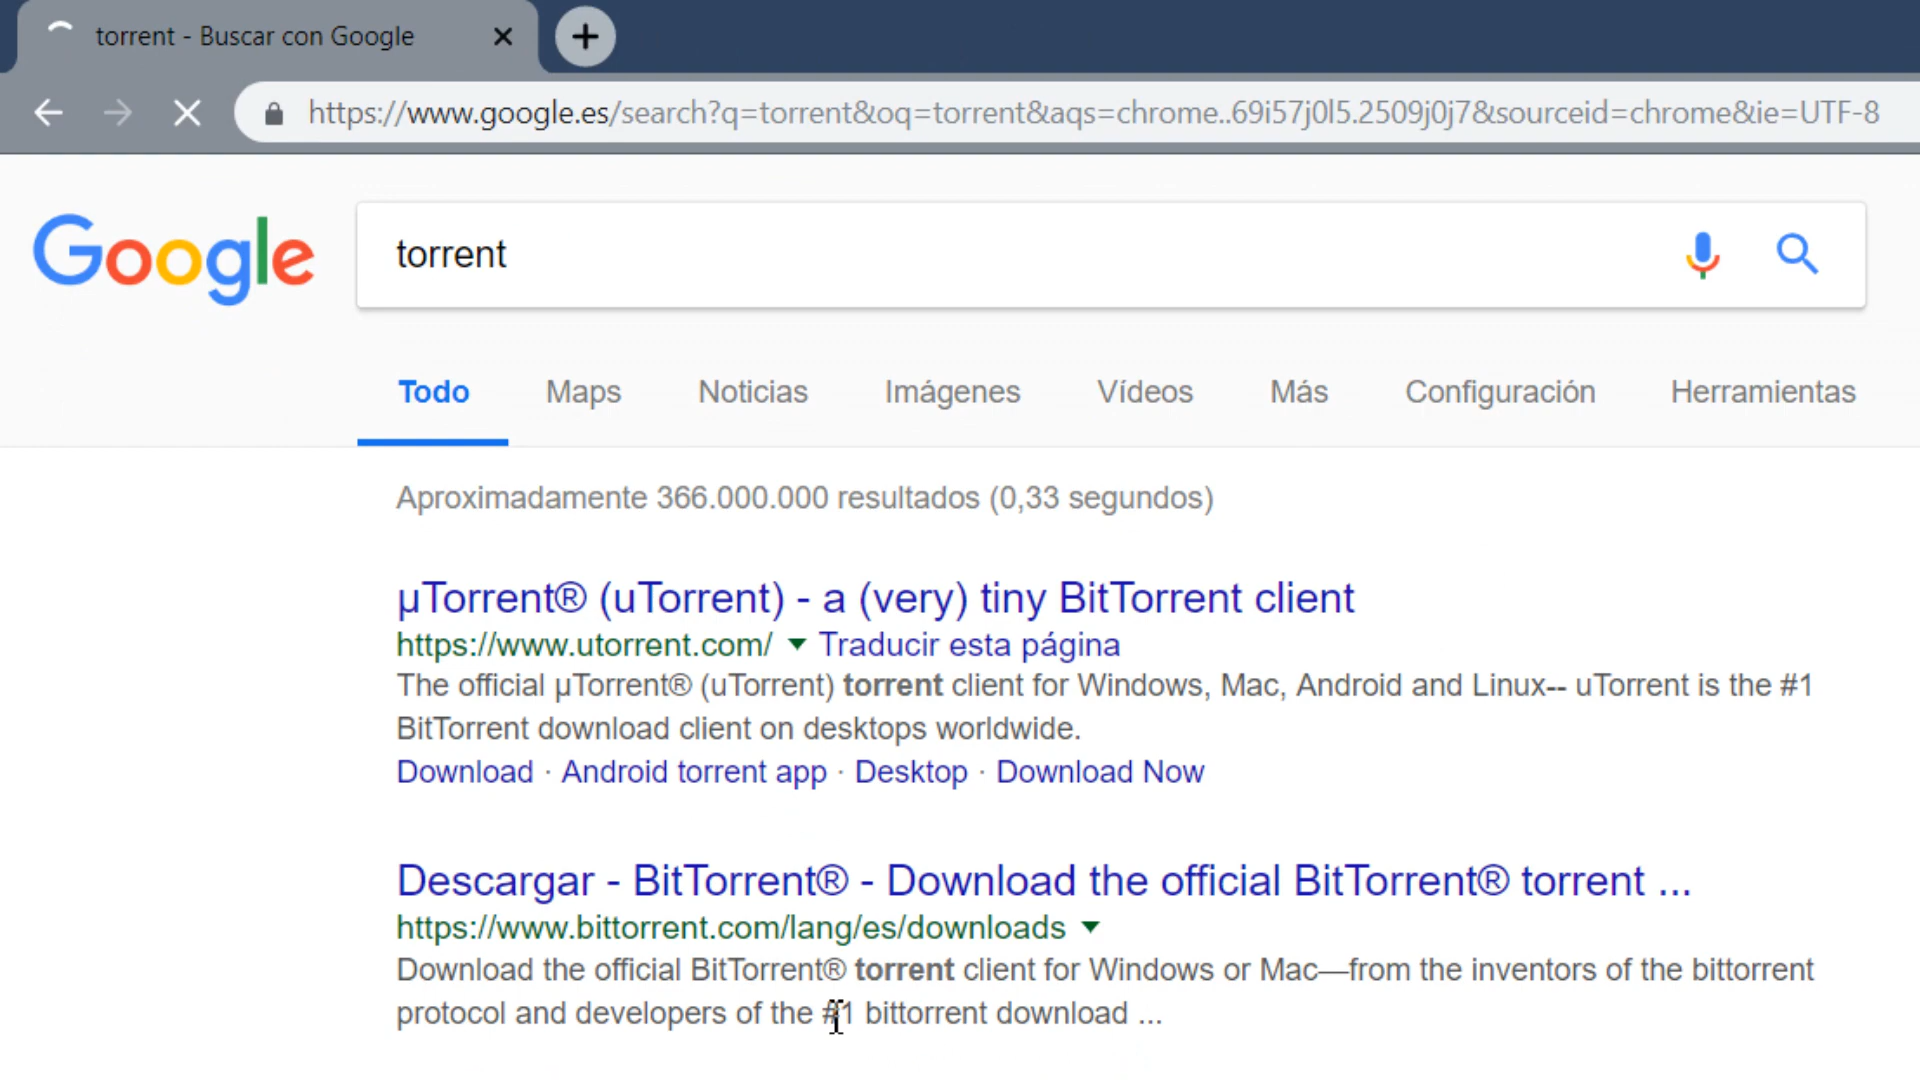 torrent - Buscar con Google
https://www.google.es/search?q=torrent&oq=torrent&aqs=chrome..69i57j0l5.2509j0j7&sourceid=chrome&ie=UTF-8
Google
torrent
Todo Maps Noticias Imágenes Vídeos Más Configuración Herramientas
Aproximadamente 366.000.000 resultados (0,33 segundos)
µTorrent® (uTorrent) - a (very) tiny BitTorrent client
https://www.utorrent.com/ Traducir esta página
The official µTorrent® (uTorrent) torrent client for Windows, Mac, Android and Linux-- uTorrent is the #1
BitTorrent download client on desktops worldwide.
Download · Android torrent app · Desktop · Download Now
Descargar - BitTorrent® - Download the official BitTorrent® torrent ...
https://www.bittorrent.com/lang/es/downloads
Download the official BitTorrent® torrent client for Windows or Mac—from the inventors of the bittorrent
protocol and developers of the #1 bittorrent download ...